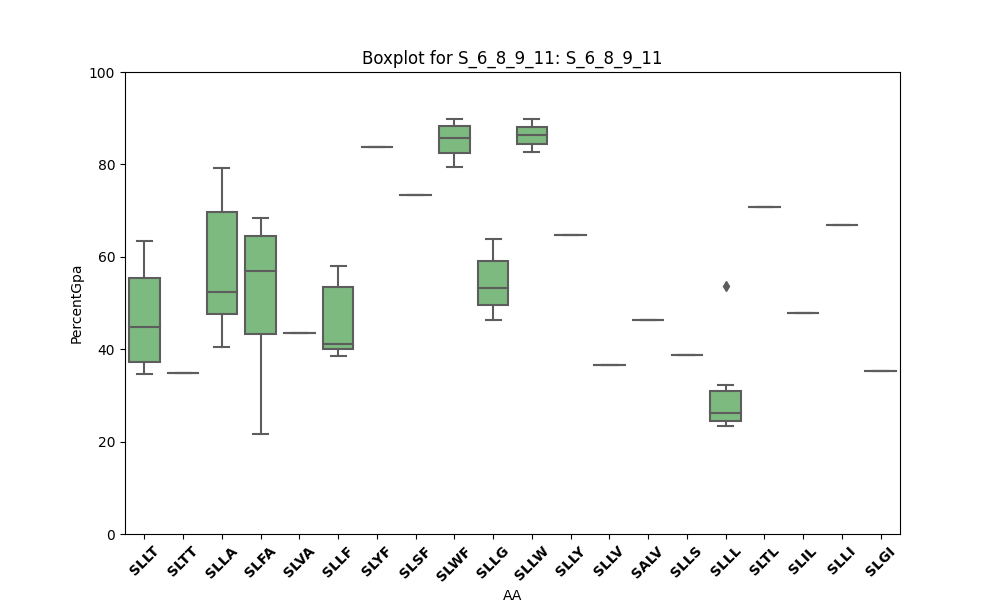 Boxplot for S_6_8_9_11: S_6_8_9_11
PercentGpa
100
80
60
40
20
0
SLLT SLTT SLLA SLFA SLVA SLLF SLYF SLSF SLWF SLLG SLLW SLLY SLLV SALV SLLS SLLL SLTL SLIL SLLI SLGI
AA